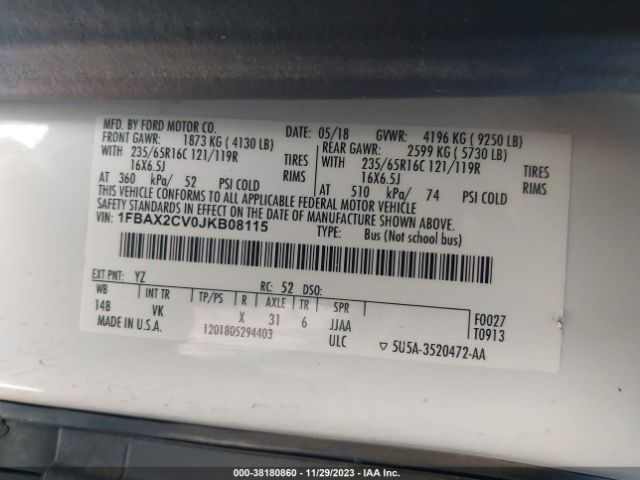 MFD. BY FORD MOTOR CO. DATE: 05/18 GVWR: 4196 KG ( 9250 LB)
FRONT GAWR: 1873 KG ( 4130 LB) REAR GAWR: 2599 KG ( 5730 LB)
WITH 235/65R16C 121/119R TIRES WITH 235/65R16C 121/119R TIRES
16X6.5J RIMS 16X6.5J RIMS
AT 360 kPa/ 52 PSI COLD AT 510 kPa/ 74 PSI COLD
THIS VEHICLE CONFORMS TO ALL APPLICABLE FEDERAL MOTOR VEHICLE
SAFETY STANDARDS IN EFFECT ON THE DATE OF MANUFACTURE SHOWN ABOVE.
VIN: 1FBAX2CV0JKB08115
TYPE: Bus (Not school bus)
EXT PNT: YZ RC: 52 DSO:
WB INT TR TP/PS R AXLE TR SPR F0027
148 VK X 31 6 JJAA T0913
MADE IN U.S.A. 1201805294403 ULC ▽ 5U5A-3520472-AA
000-38180860 - 11/29/2023 - IAA Inc.